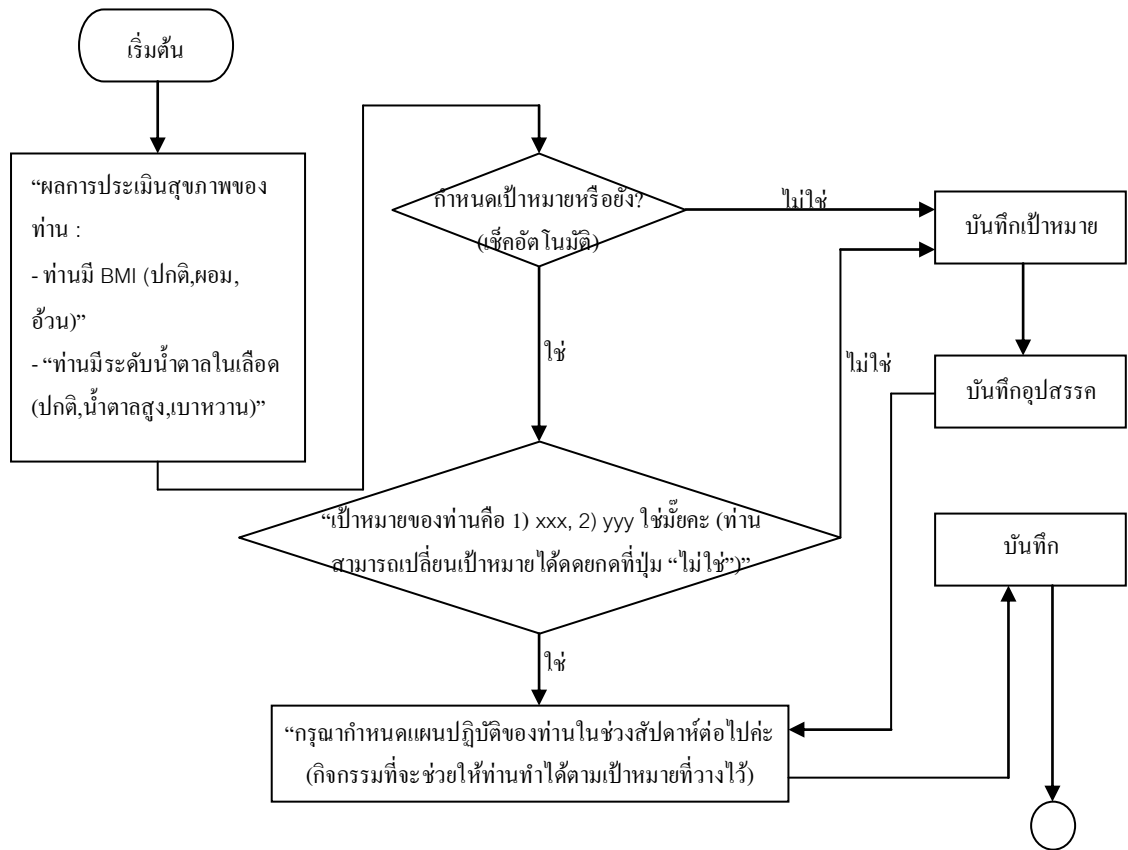 เริ่มต้น
“ผลการประเมินสุขภาพของ
ท่าน :
- ท่านมี BMI (ปกติ,ผอม,
อ้วน)”
- “ท่านมีระดับน้ำตาลในเลือด
(ปกติ,น้ำตาลสูง,เบาหวาน)”
กำหนดเป้าหมายหรือยัง?
(เช็คอัตโนมัติ)
ไม่ใช่
บันทึกเป้าหมาย
ใช่
ไม่ใช่
บันทึกอุปสรรค
“เป้าหมายของท่านคือ 1) xxx, 2) yyy ใช่มั๊ยคะ (ท่าน
สามารถเปลี่ยนเป้าหมายได้ดดยกดที่ปุ่ม “ไม่ใช่”)”
บันทึก
ใช่
“กรุณากำหนดแผนปฏิบัติของท่านในช่วงสัปดาห์ต่อไปค่ะ
(กิจกรรมที่จะช่วยให้ท่านทำได้ตามเป้าหมายที่วางไว้)